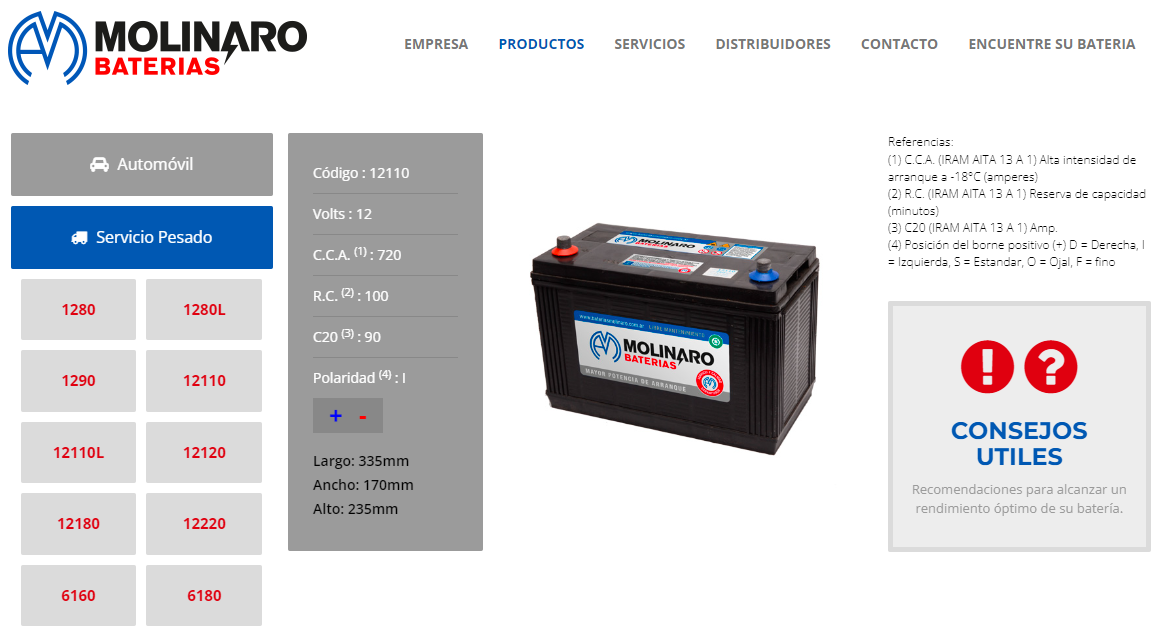 MOLINARO
BATERIAS
EMPRESA
PRODUCTOS
SERVICIOS
DISTRIBUIDORES
CONTACTO
ENCUENTRE SU BATERIA
Automóvil
Servicio Pesado
1280
1280L
1290
12110
12110L
12120
12180
12220
6160
6180
Código : 12110
Volts : 12
C.C.A. (1) : 720
R.C. (2) : 100
C20 (3) : 90
Polaridad (4) : I
+ -
Largo: 335mm
Ancho: 170mm
Alto: 235mm
MOLINARO
BATERIAS
LIBRE MANTENIMIENTO
MOLINARO
BATERIAS
MAYOR POTENCIA DE ARRANQUE
Referencias:
(1) C.C.A. (IRAM AITA 13 A 1) Alta intensidad de
arranque a -18°C (amperes)
(2) R.C. (IRAM AITA 13 A 1) Reserva de capacidad
(minutos)
(3) C20 (IRAM AITA 13 A 1) Amp.
(4) Posición del borne positivo (+) D = Derecha, I
= Izquierda, S = Estandar, O = Ojal, F = fino
! ?
CONSEJOS
UTILES
Recomendaciones para alcanzar un
rendimiento óptimo de su batería.